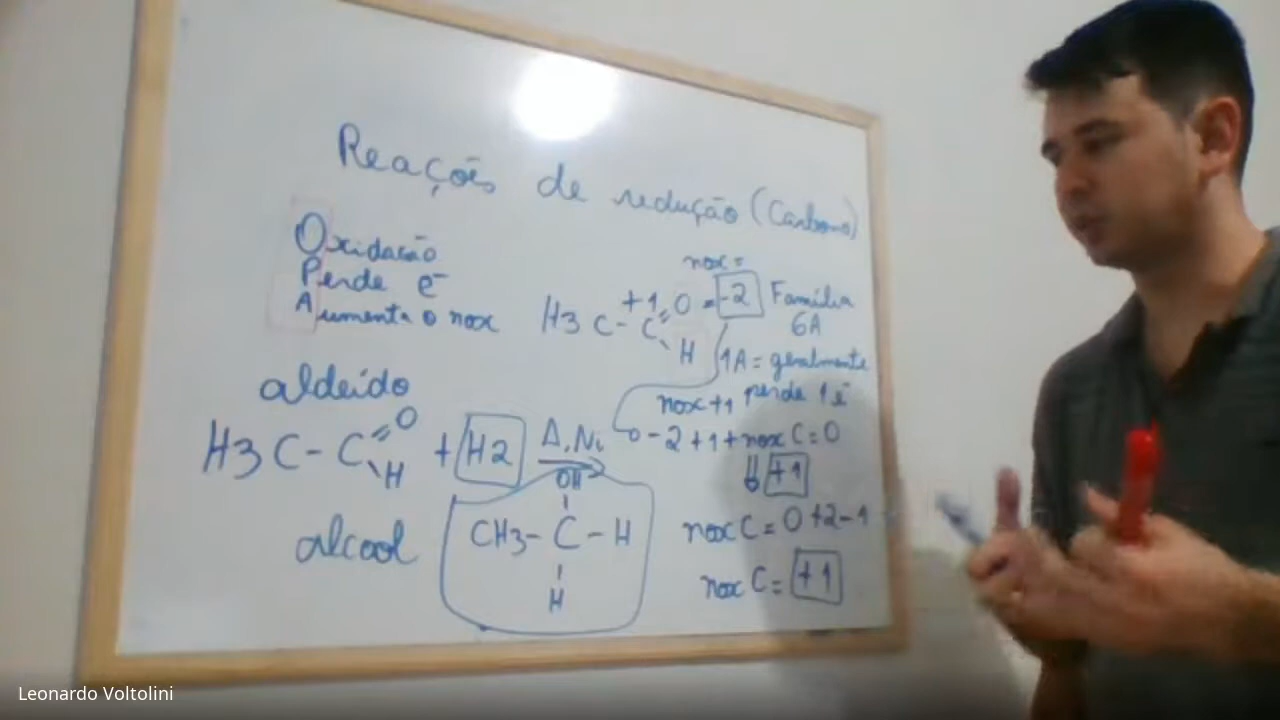 Reações de redução (Carbono)
Oxidação
Perde e-
Aumenta o nox
nox =
H3C-C +1 O = -2 Família
6A
H
1A = geralmente
perde 1 e-
nox+1
aldeído
H3C-C=O
H
+ H2 Δ, Ni
-2 +1 + nox C = 0
+1
nox C = 0 +2-1
nox C = +1
alcool
OH
CH3-C-H
H
Leonardo Voltolini